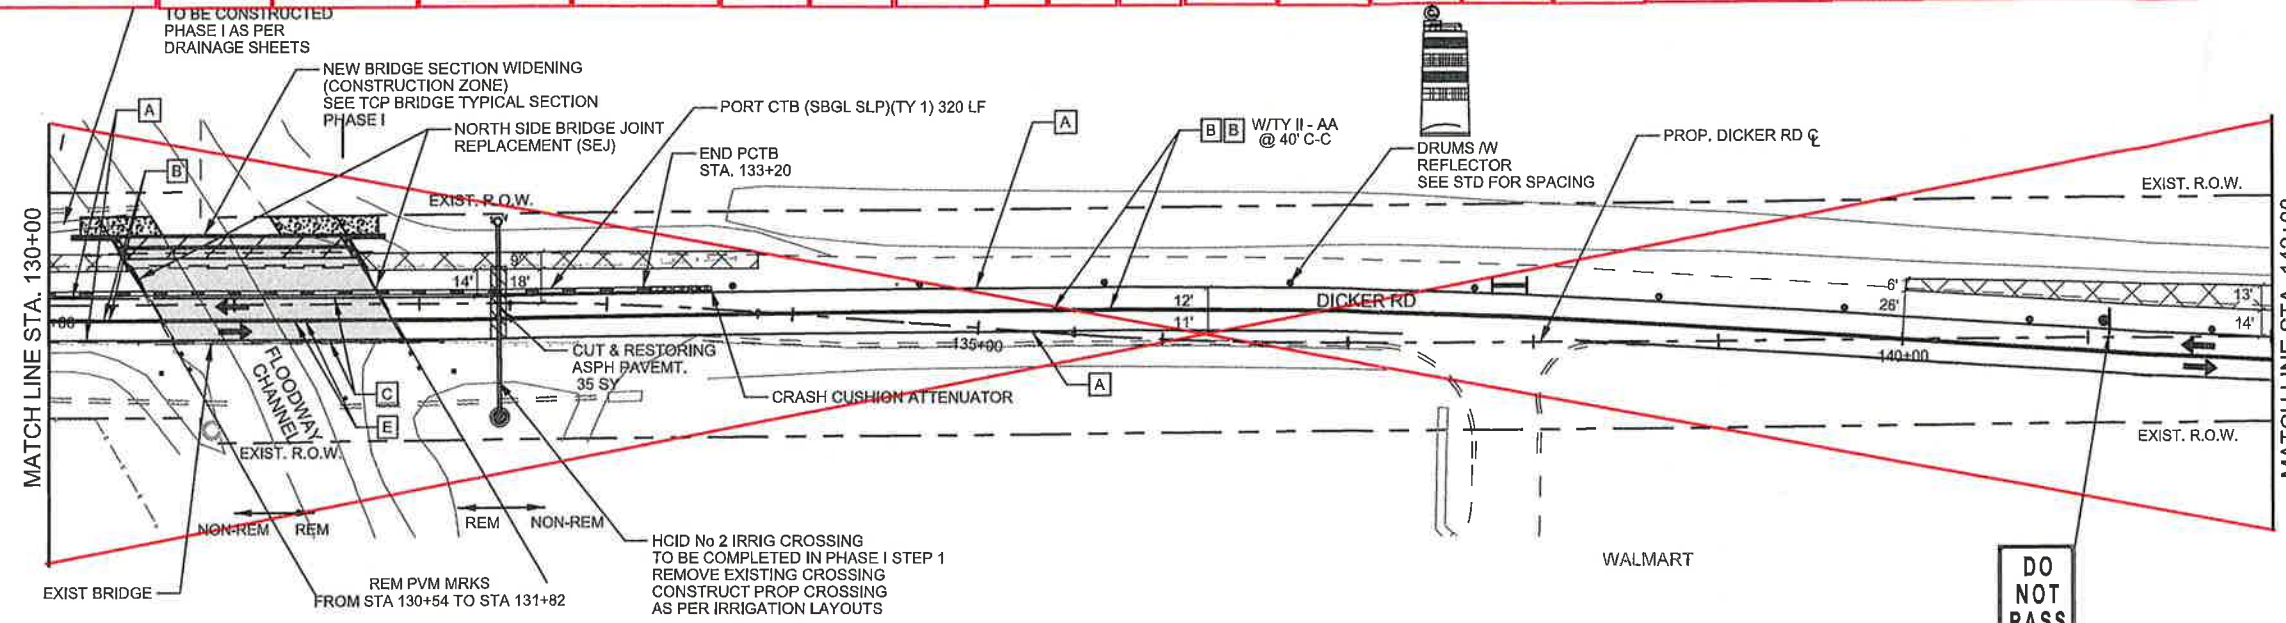 TO BE CONSTRUCTED
PHASE I AS PER
DRAINAGE SHEETS
NEW BRIDGE SECTION WIDENING
(CONSTRUCTION ZONE)
SEE TCP BRIDGE TYPICAL SECTION
PHASE I
NORTH SIDE BRIDGE JOINT
REPLACEMENT (SEJ)
PORT CTB (SBGL SLP)(TY 1) 320 LF
END PCTB
STA. 133+20
A
B
A
B B W/TY II - AA
@ 40' C-C
C
DRUMS /W
REFLECTOR
SEE STD FOR SPACING
PROP. DICKER RD ℄
EXIST. R.O.W.
EXIST. R.O.W.
MATCH LINE STA. 130+00
9'
14'
18'
12'
11'
DICKER RD
6'
26'
13'
14'
135+00
140+00
CUT & RESTORING
ASPH PAVEMT.
35 SY
CRASH CUSHION ATTENUATOR
A
C
E
FLOODWAY
CHANNEL
EXIST. R.O.W.
EXIST. R.O.W.
NON-REM
REM
REM
NON-REM
HCID No 2 IRRIG CROSSING
TO BE COMPLETED IN PHASE I STEP 1
REMOVE EXISTING CROSSING
CONSTRUCT PROP CROSSING
AS PER IRRIGATION LAYOUTS
EXIST BRIDGE
REM PVM MRKS
FROM STA 130+54 TO STA 131+82
WALMART
DO
NOT
PASS